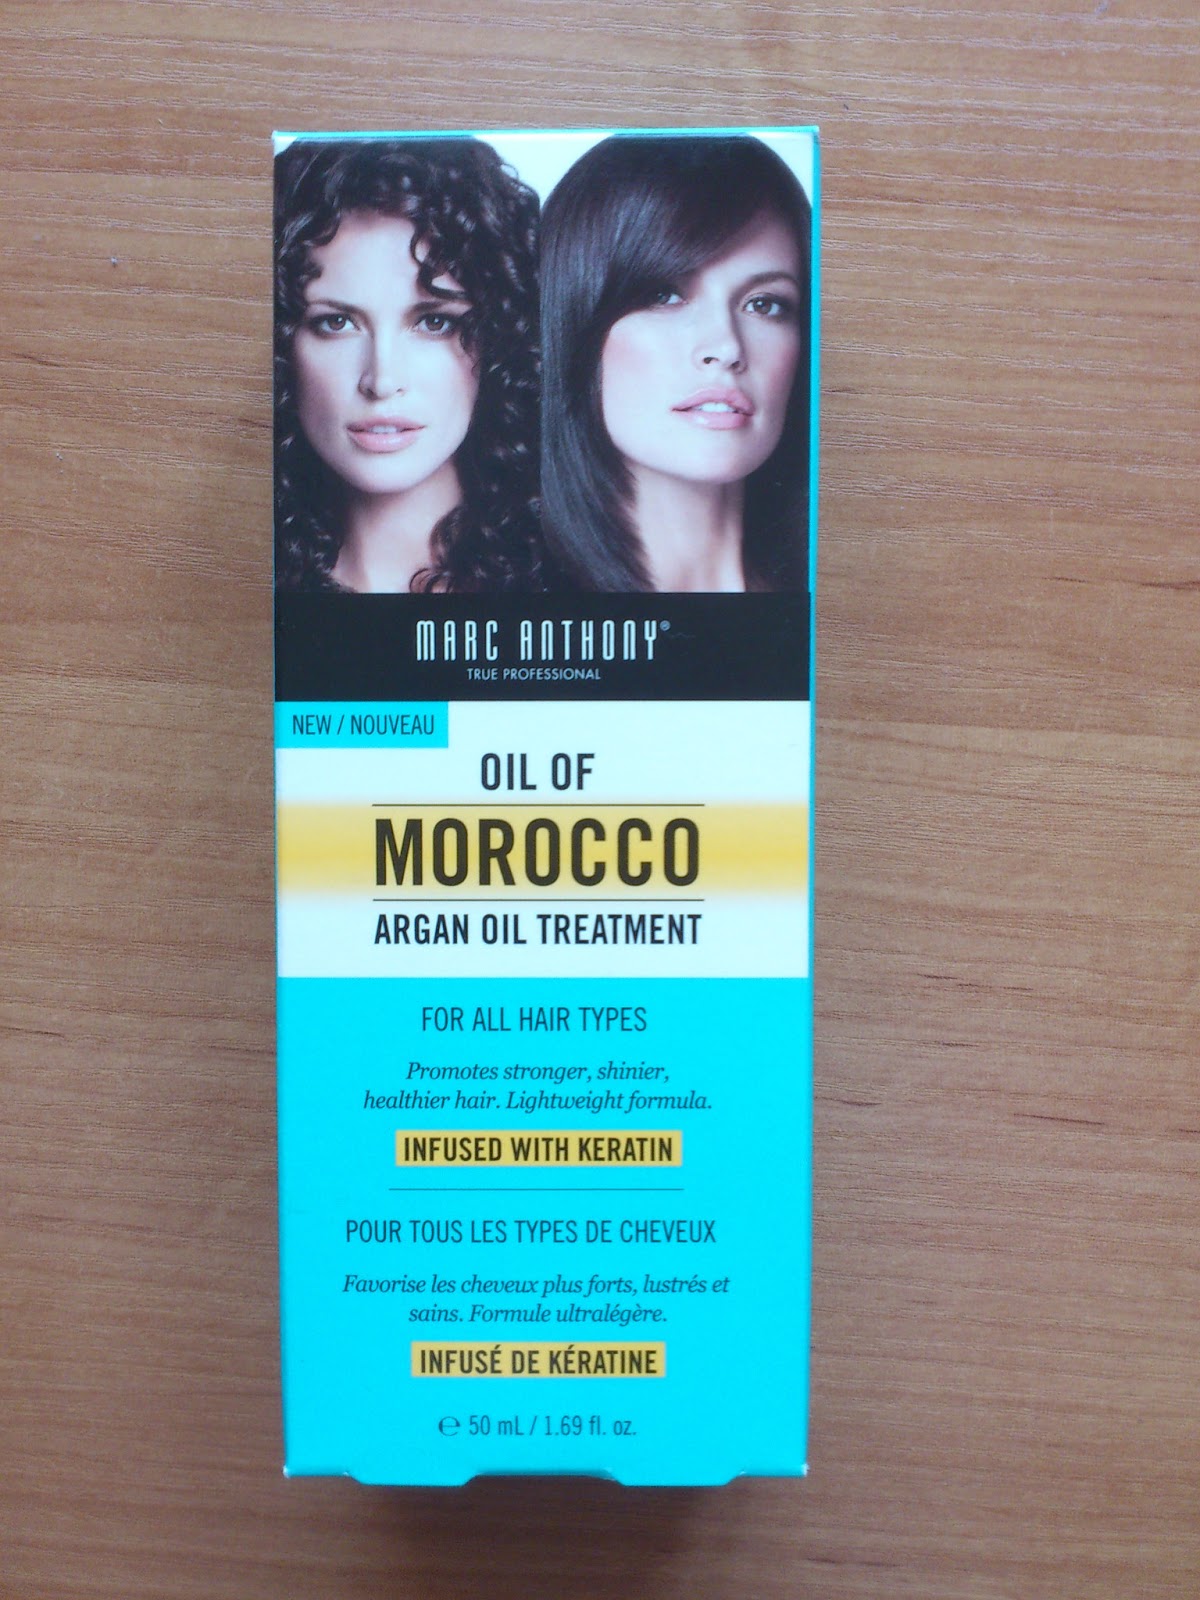 MARC ANTHONY®
TRUE PROFESSIONAL
NEW / NOUVEAU
OIL OF
MOROCCO
ARGAN OIL TREATMENT
FOR ALL HAIR TYPES
Promotes stronger, shinier,
healthier hair. Lightweight formula.
INFUSED WITH KERATIN
POUR TOUS LES TYPES DE CHEVEUX
Favorise les cheveux plus forts, lustrés et
sains. Formule ultralégère.
INFUSÉ DE KÉRATINE
℮ 50 mL / 1.69 fl. oz.